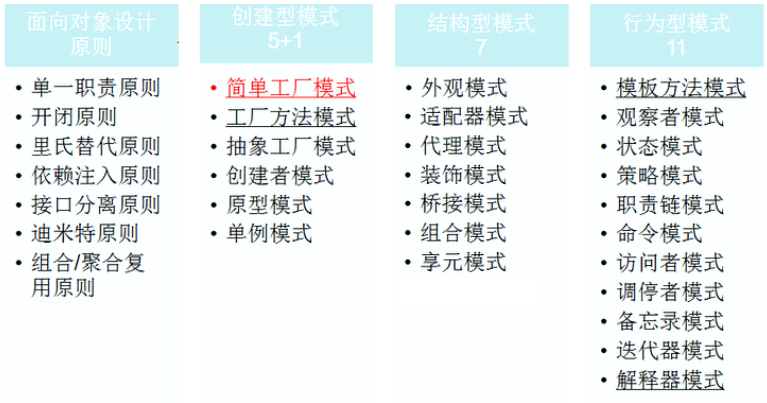 面向对象设计
原则
• 单一职责原则
• 开闭原则
• 里氏替代原则
• 依赖注入原则
• 接口分离原则
• 迪米特原则
• 组合/聚合复
用原则
创建型模式
5+1
• 简单工厂模式
• 工厂方法模式
• 抽象工厂模式
• 创建者模式
• 原型模式
• 单例模式
结构型模式
7
• 外观模式
• 适配器模式
• 代理模式
• 装饰模式
• 桥接模式
• 组合模式
• 享元模式
行为型模式
11
• 模板方法模式
• 观察者模式
• 状态模式
• 策略模式
• 职责链模式
• 命令模式
• 访问者模式
• 调停者模式
• 备忘录模式
• 迭代器模式
• 解释器模式